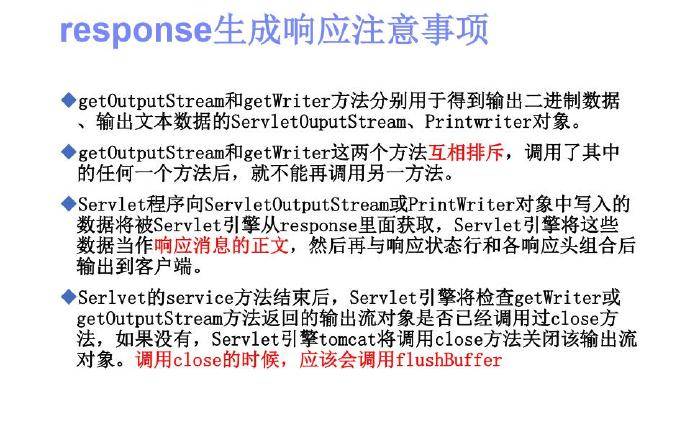 response生成响应注意事项
◆getOutputStream和getWriter方法分别用于得到输出二进制数据
、输出文本数据的ServletOuputStream、Printwriter对象。
◆getOutputStream和getWriter这两个方法互相排斥，调用了其中
的任何一个方法后，就不能再调用另一方法。
◆Servlet程序向ServletOutputStream或PrintWriter对象中写入的
数据将被Servlet引擎从response里面获取，Servlet引擎将这些
数据当作响应消息的正文，然后再与响应状态行和各响应头组合后
输出到客户端。
◆Serlvet的service方法结束后，Servlet引擎将检查getWriter或
getOutputStream方法返回的输出流对象是否已经调用过close方
法，如果没有，Servlet引擎tomcat将调用close方法关闭该输出流
对象。调用close的时候，应该会调用flushBuffer